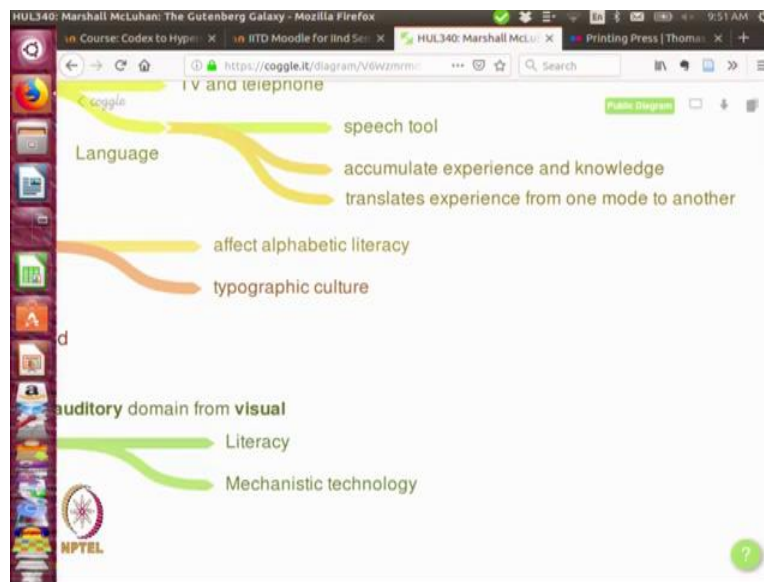 HUL340: Marshall McLuhan: The Gutenberg Galaxy - Mozilla Firefox
En
9:51 AM
Course: Codex to Hyper
IITD Moodle for IInd Se
HUL340: Marshall McLu
Printing Press | Thomas
https://coggle.it/diagram/
Search
TV and telephone
coggle
Public Diagram
speech tool
Language
accumulate experience and knowledge
translates experience from one mode to another
affect alphabetic literacy
typographic culture
d
auditory domain from visual
Literacy
Mechanistic technology
NPTEL
?